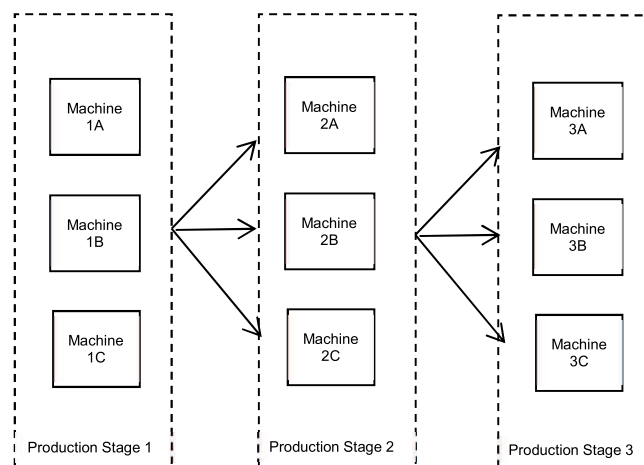 Machine
1A
Machine
1B
Machine
1C
Production Stage 1
Machine
2A
Machine
2B
Machine
2C
Production Stage 2
Machine
3A
Machine
3B
Machine
3C
Production Stage 3